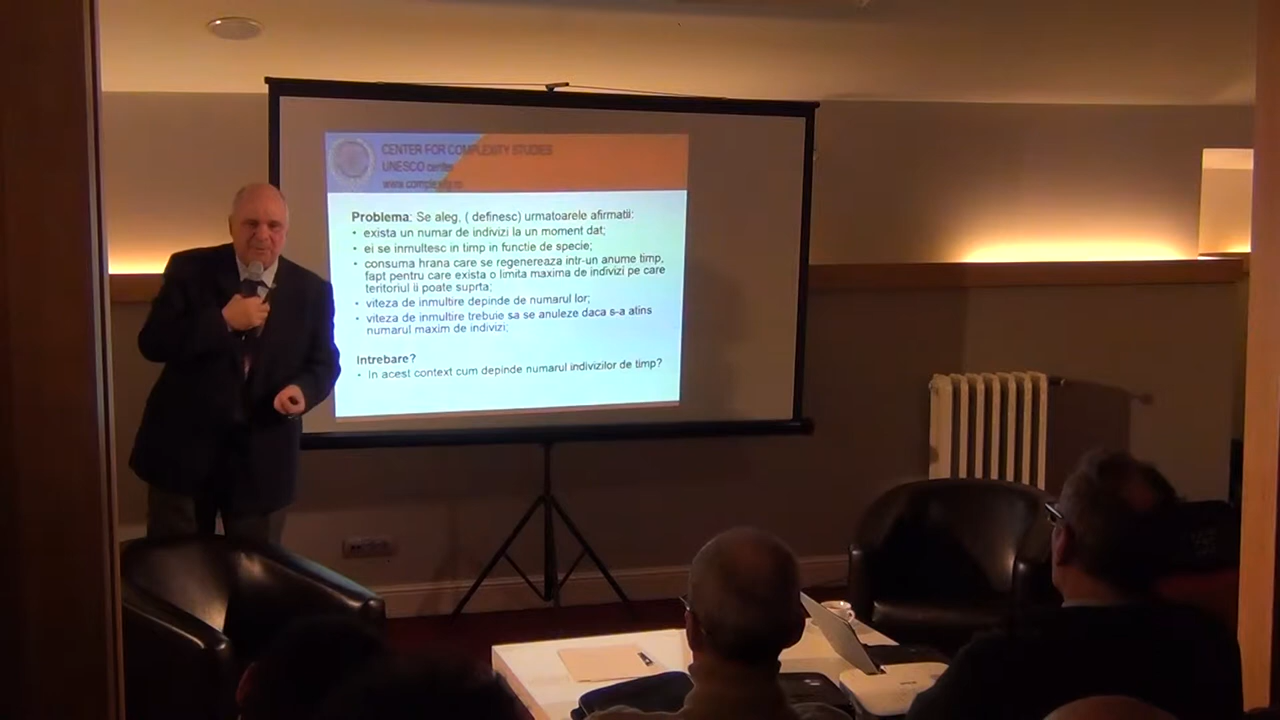 CENTER FOR COMPLEXITY STUDIES
UNESCO center
www.complexity.ro
Problema: Se aleg, ( definesc) urmatoarele afirmatii:
• exista un numar de indivizi la un moment dat;
• ei se inmultesc in timp in functie de specie;
• consuma hrana care se regenereaza intr-un anume timp,
fapt pentru care exista o limita maxima de indivizi pe care
teritoriul ii poate suprta;
• viteza de inmultire depinde de numarul lor;
• viteza de inmultire trebuie sa se anuleze daca s-a atins
numarul maxim de indivizi;
Intrebare?
• In acest context cum depinde numarul indivizilor de timp?